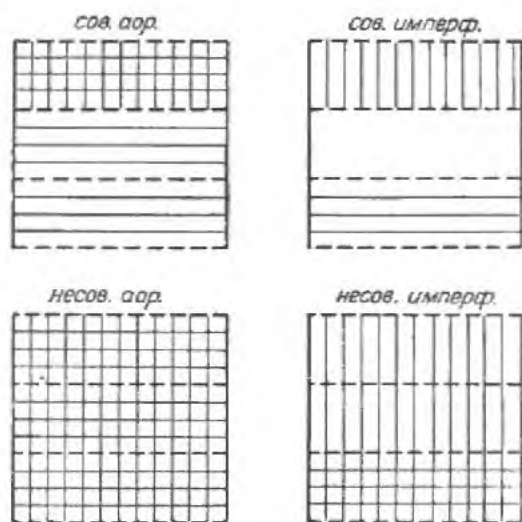 сов. аор.
сов. имперф.
несов. аор.
несов. имперф.